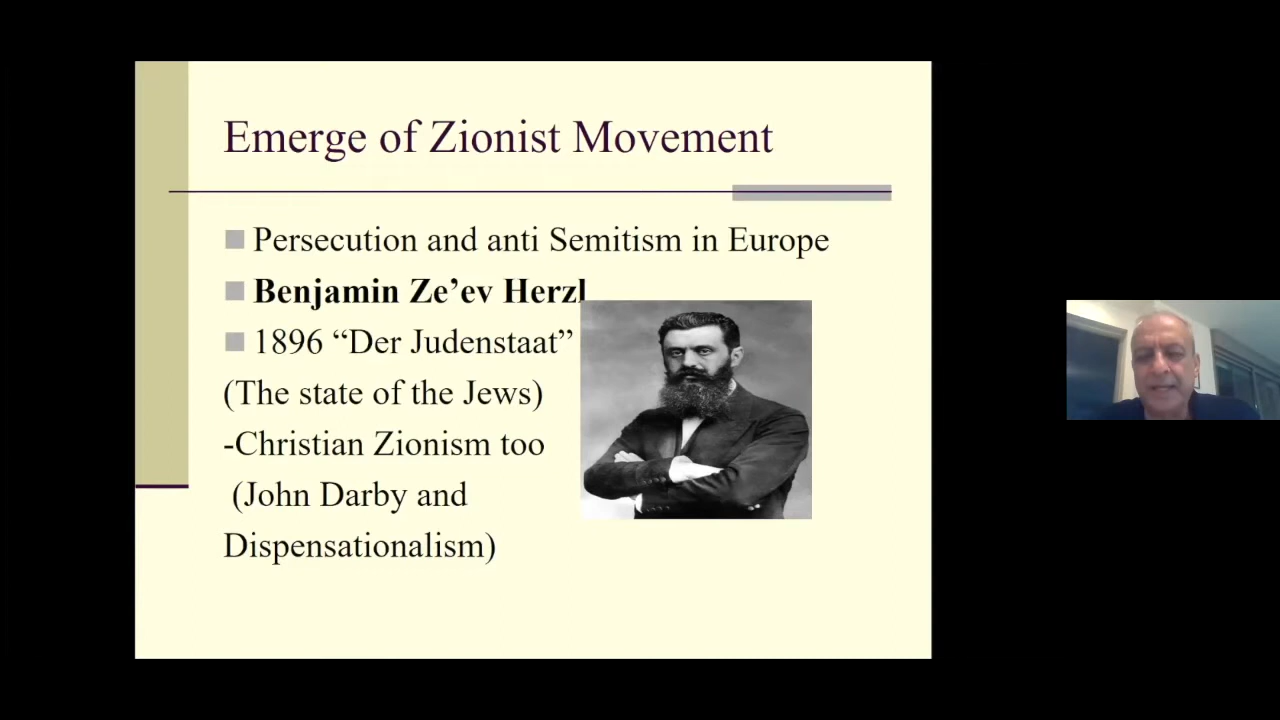 Emerge of Zionist Movement
Persecution and anti Semitism in Europe
Benjamin Ze’ev Herzl
1896 “Der Judenstaat”
(The state of the Jews)
-Christian Zionism too
(John Darby and
Dispensationalism)